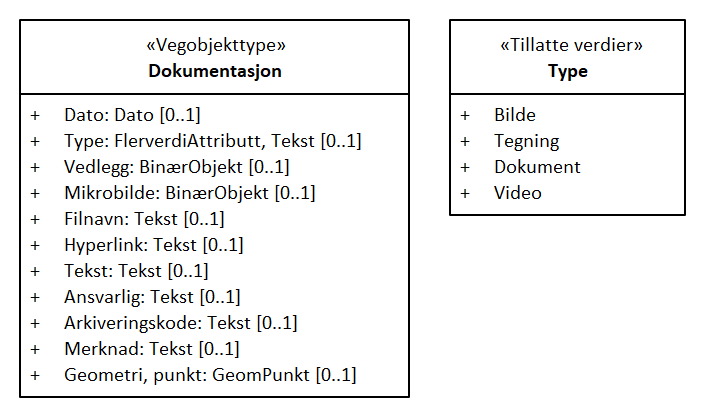 «Vegobjekttype»
Dokumentasjon
+ Dato: Dato [0..1]
+ Type: FlerverdiAttributt, Tekst [0..1]
+ Vedlegg: BinærObjekt [0..1]
+ Mikrobilde: BinærObjekt [0..1]
+ Filnavn: Tekst [0..1]
+ Hyperlink: Tekst [0..1]
+ Tekst: Tekst [0..1]
+ Ansvarlig: Tekst [0..1]
+ Arkiveringskode: Tekst [0..1]
+ Merknad: Tekst [0..1]
+ Geometri, punkt: GeomPunkt [0..1]
«Tillatte verdier»
Type
+ Bilde
+ Tegning
+ Dokument
+ Video